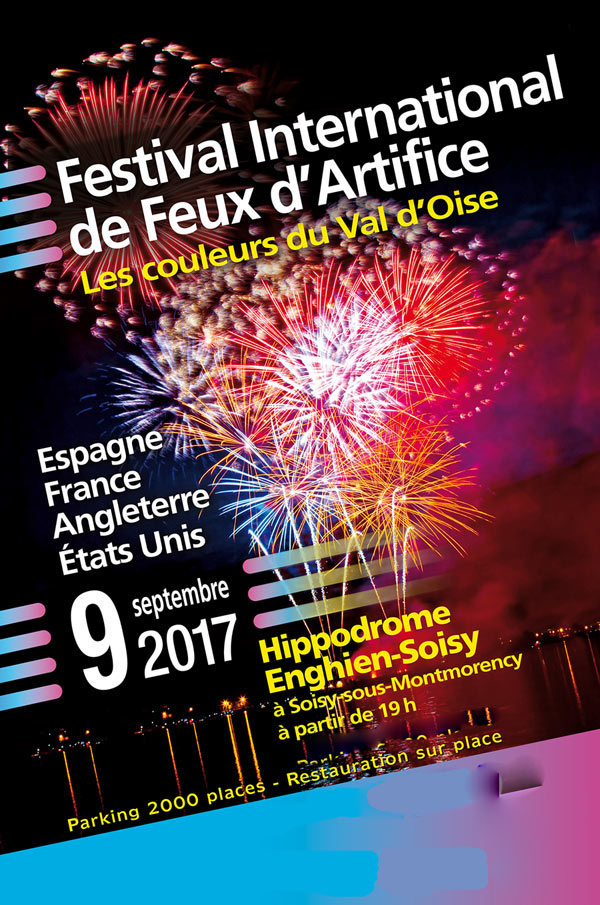 Festival International
de Feux d'Artifice
Les couleurs du Val d'Oise
Espagne
France
Angleterre
États Unis
9 septembre
2017
Hippodrome
Enghien-Soisy
à Soisy-sous-Montmorency
à partir de 19 h
Parking 2000 places - Restauration sur place